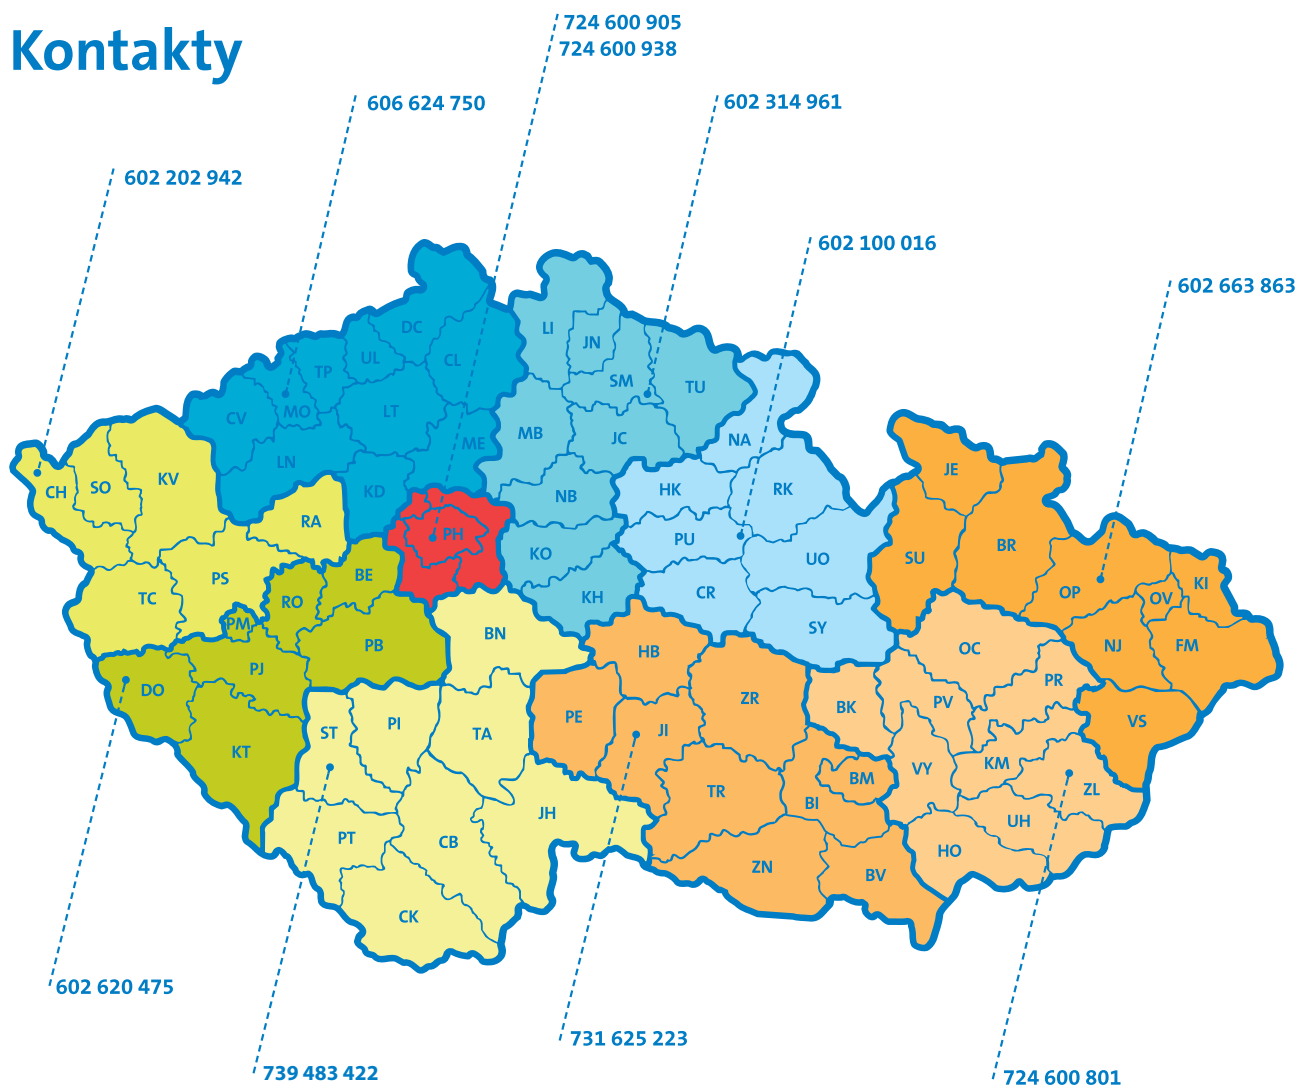 Kontakty
724 600 905
724 600 938
606 624 750
602 314 961
602 202 942
602 100 016
602 663 863
DC
LI
JN
UL
CL
TP
SM
TU
CV
MO
LT
MB
JC
NA
ME
LN
JE
KV
SO
CH
KD
NB
HK
RK
RA
PH
PU
KO
UO
SU
BR
BE
PS
TC
RO
KH
CR
OP
OV
KI
PM
BN
SY
PB
HB
OC
NJ
FM
PJ
DO
PR
ZR
PV
BK
PE
ST
PI
TA
JI
VS
KT
KM
VY
BM
TR
BI
ZL
JH
UH
PT
CB
HO
ZN
BV
CK
602 620 475
731 625 223
739 483 422
724 600 801